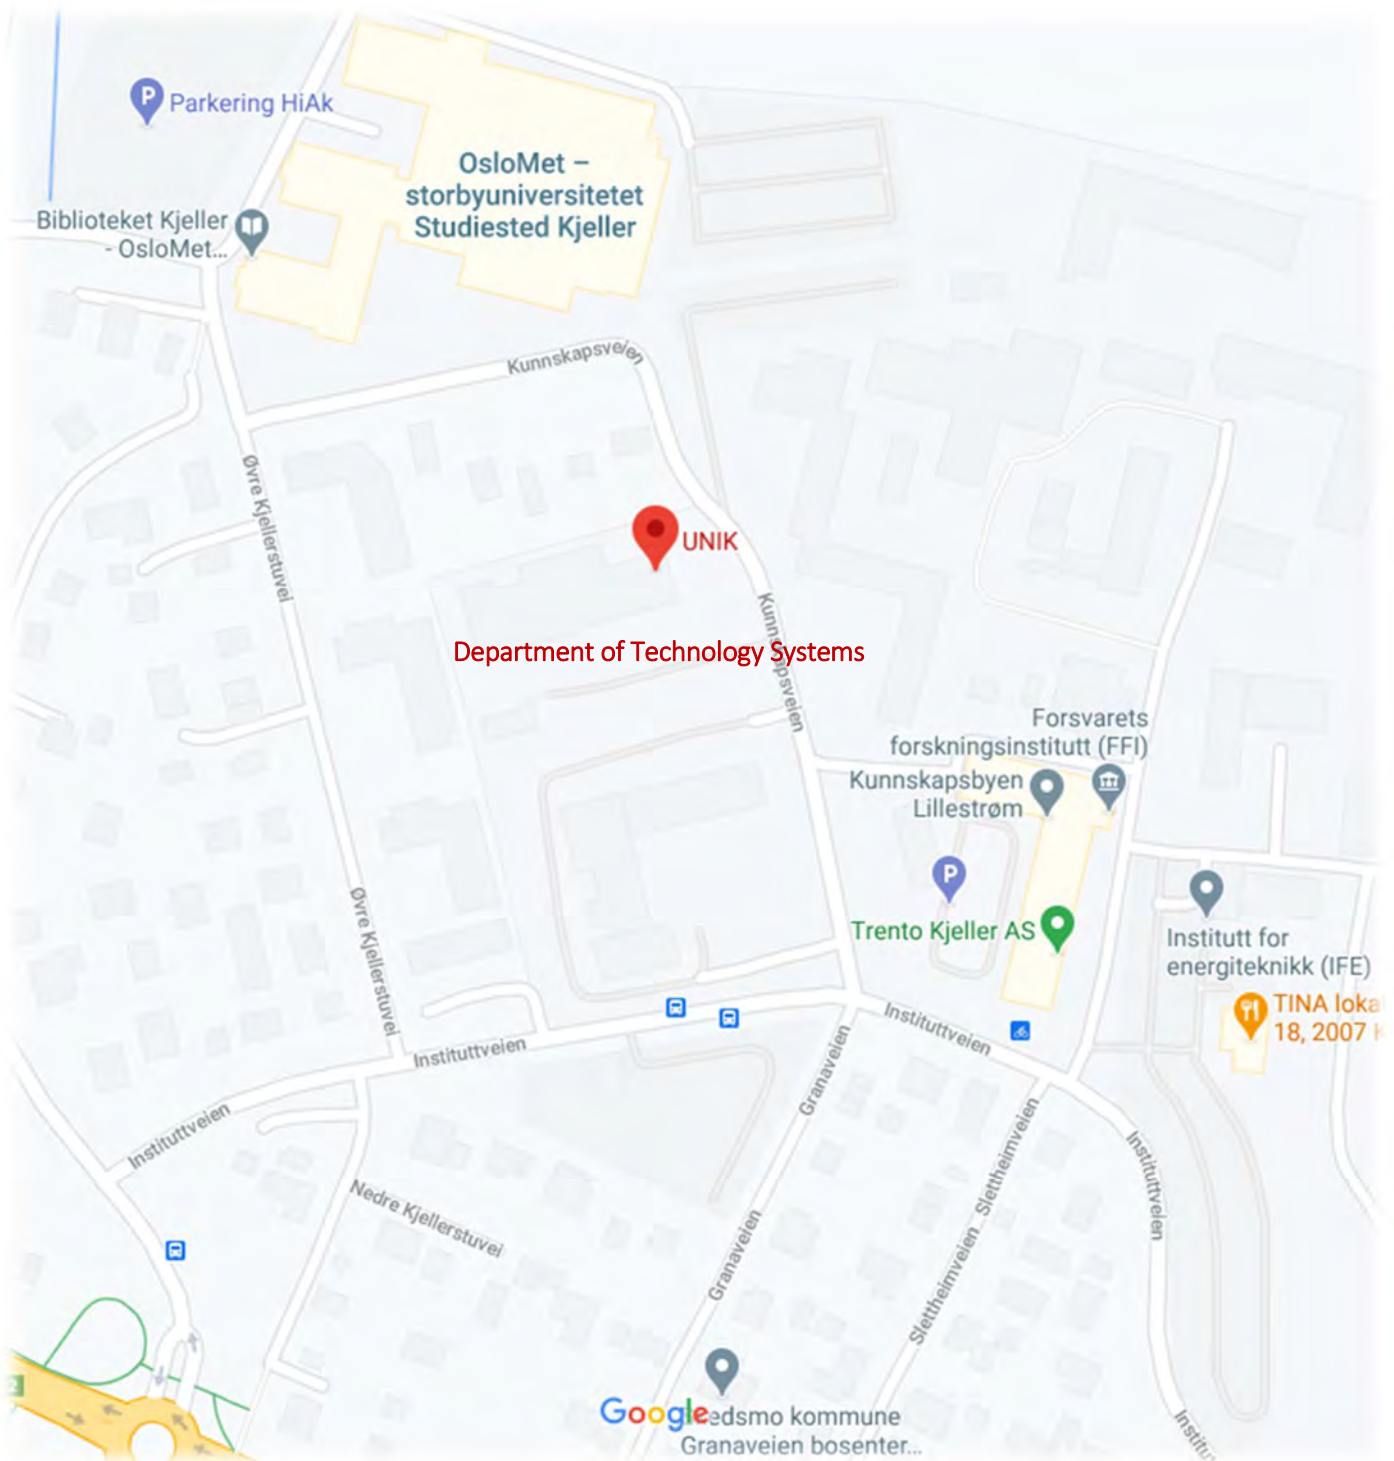 P
Parkering HiAk
OsloMet –
storbyuniversitetet
Studiested Kjeller
Biblioteket Kjeller
- OsloMet...
Kunnskapsveien
Øvre Kjellerstuvei
UNIK
Kunnskapsveien
Department of Technology Systems
Forsvarets
forskningsinstitutt (FFI)
Kunnskapsbyen
Lillestrøm
P
Trento Kjeller AS
Øvre Kjellerstuvei
Institutt for
energiteknikk (IFE)
TINA loka
18, 2007
Instituttveien
Instituttveien
Granaveien
Instituttveien
Slettheimveien
Instituttveien
Nedre Kjellerstuvei
Granaveien
Slettheimveien
Google
edsmo kommune
Granaveien bosenter...
Institu